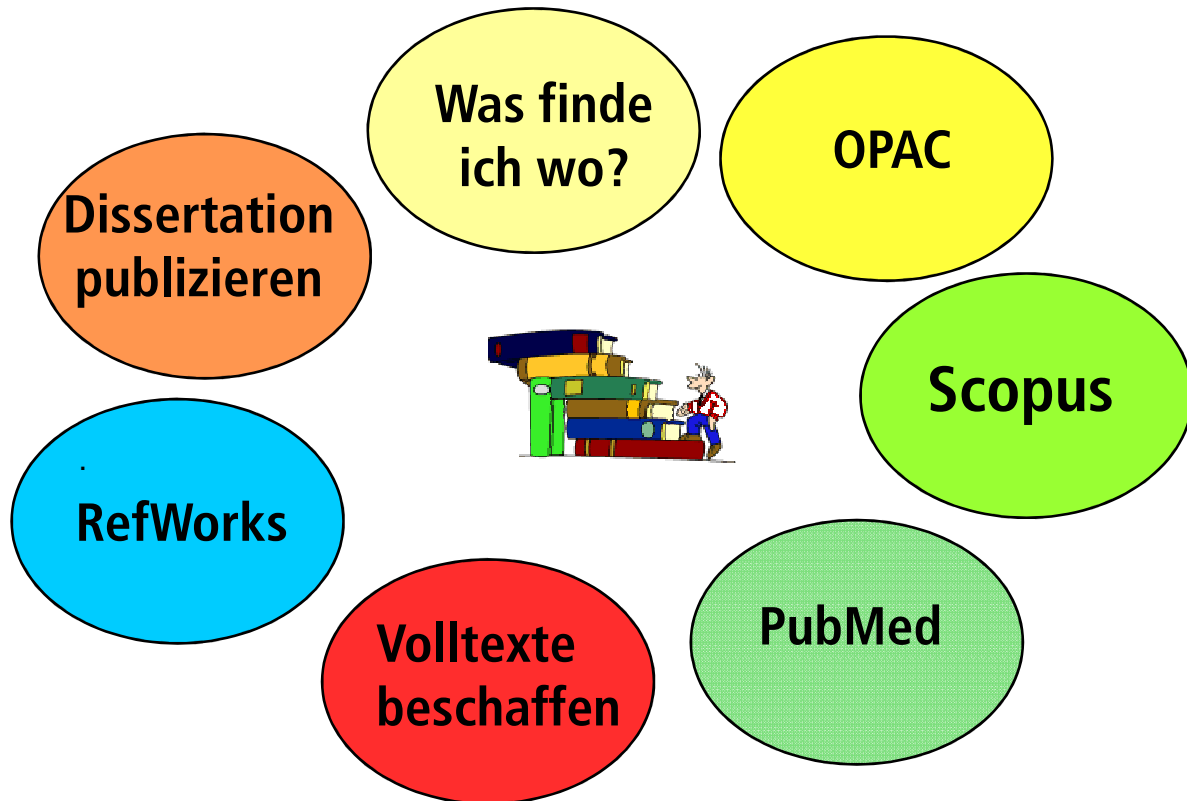 Was finde
ich wo?
OPAC
Scopus
PubMed
Volltexte
beschaffen
.
RefWorks
Dissertation
publizieren